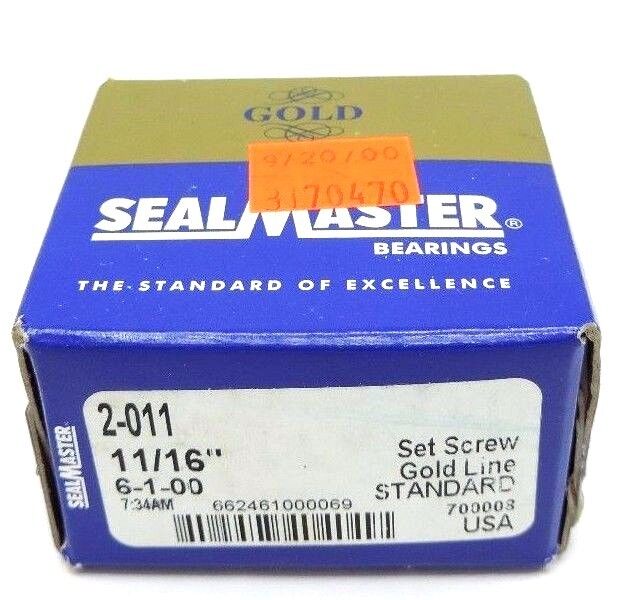 GOLD
9/20/00
3170470
SEALMASTER®
BEARINGS
THE STANDARD OF EXCELLENCE
SEALMASTER
2-011
11/16"
6-1-00
7:34AM
662461000069
Set Screw
Gold Line
STANDARD
700008
USA